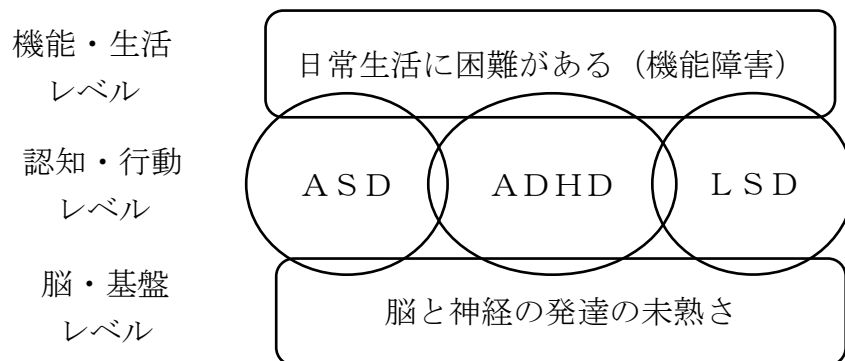 機能・生活
レベル
日常生活に困難がある（機能障害）
認知・行動
レベル
ＡＳＤ
ＡＤＨＤ
ＬＳＤ
脳・基盤
レベル
脳と神経の発達の未熟さ